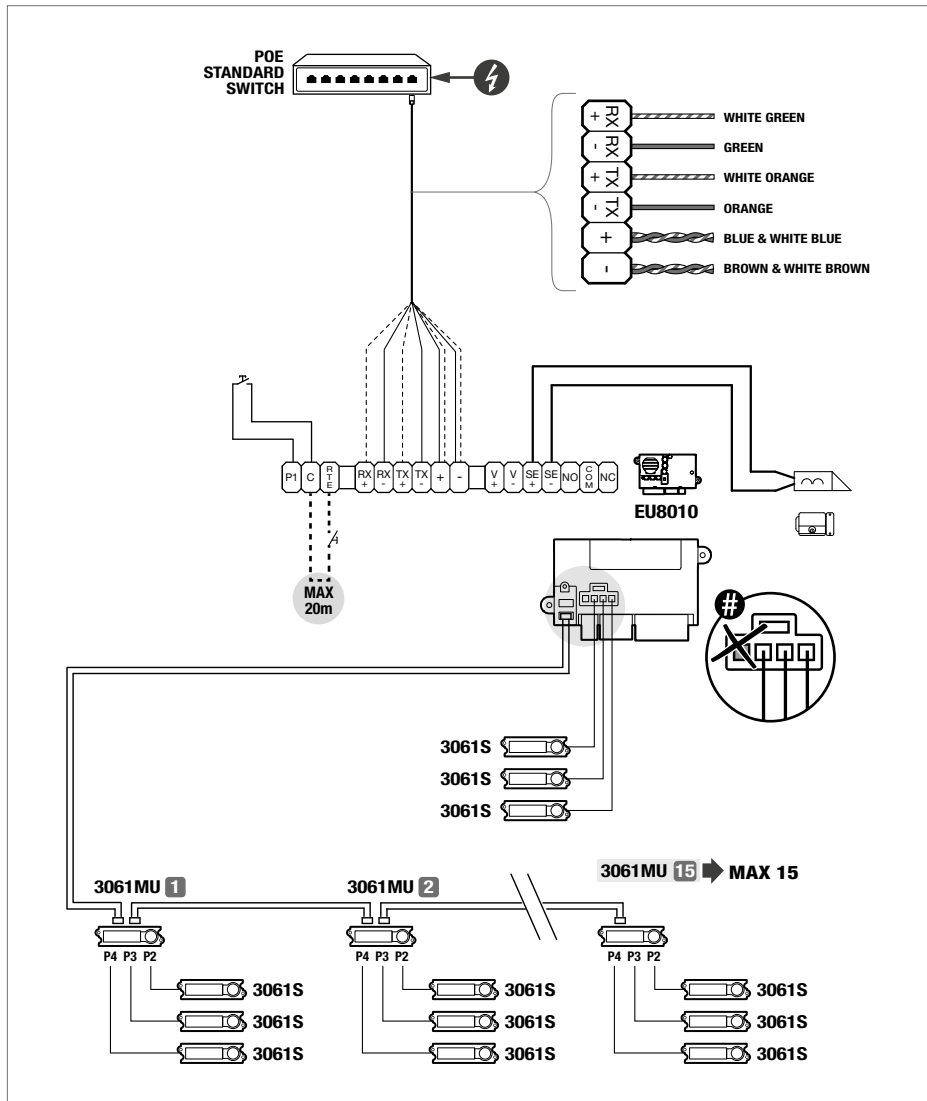 POE
STANDARD
SWITCH
+ RX WHITE GREEN
- RX GREEN
+ TX WHITE ORANGE
- TX ORANGE
+ BLUE & WHITE BLUE
- BROWN & WHITE BROWN
P1 C RTE RX+ RX- TX+ TX- + - V+ V- SE+ SE- NO COM NC
EU8010
MAX
20m
#
3061S
3061S
3061S
3061MU 1
3061MU 2
3061MU 15 MAX 15
P4 P3 P2
P4 P3 P2
P4 P3 P2
3061S
3061S
3061S
3061S
3061S
3061S
3061S
3061S
3061S